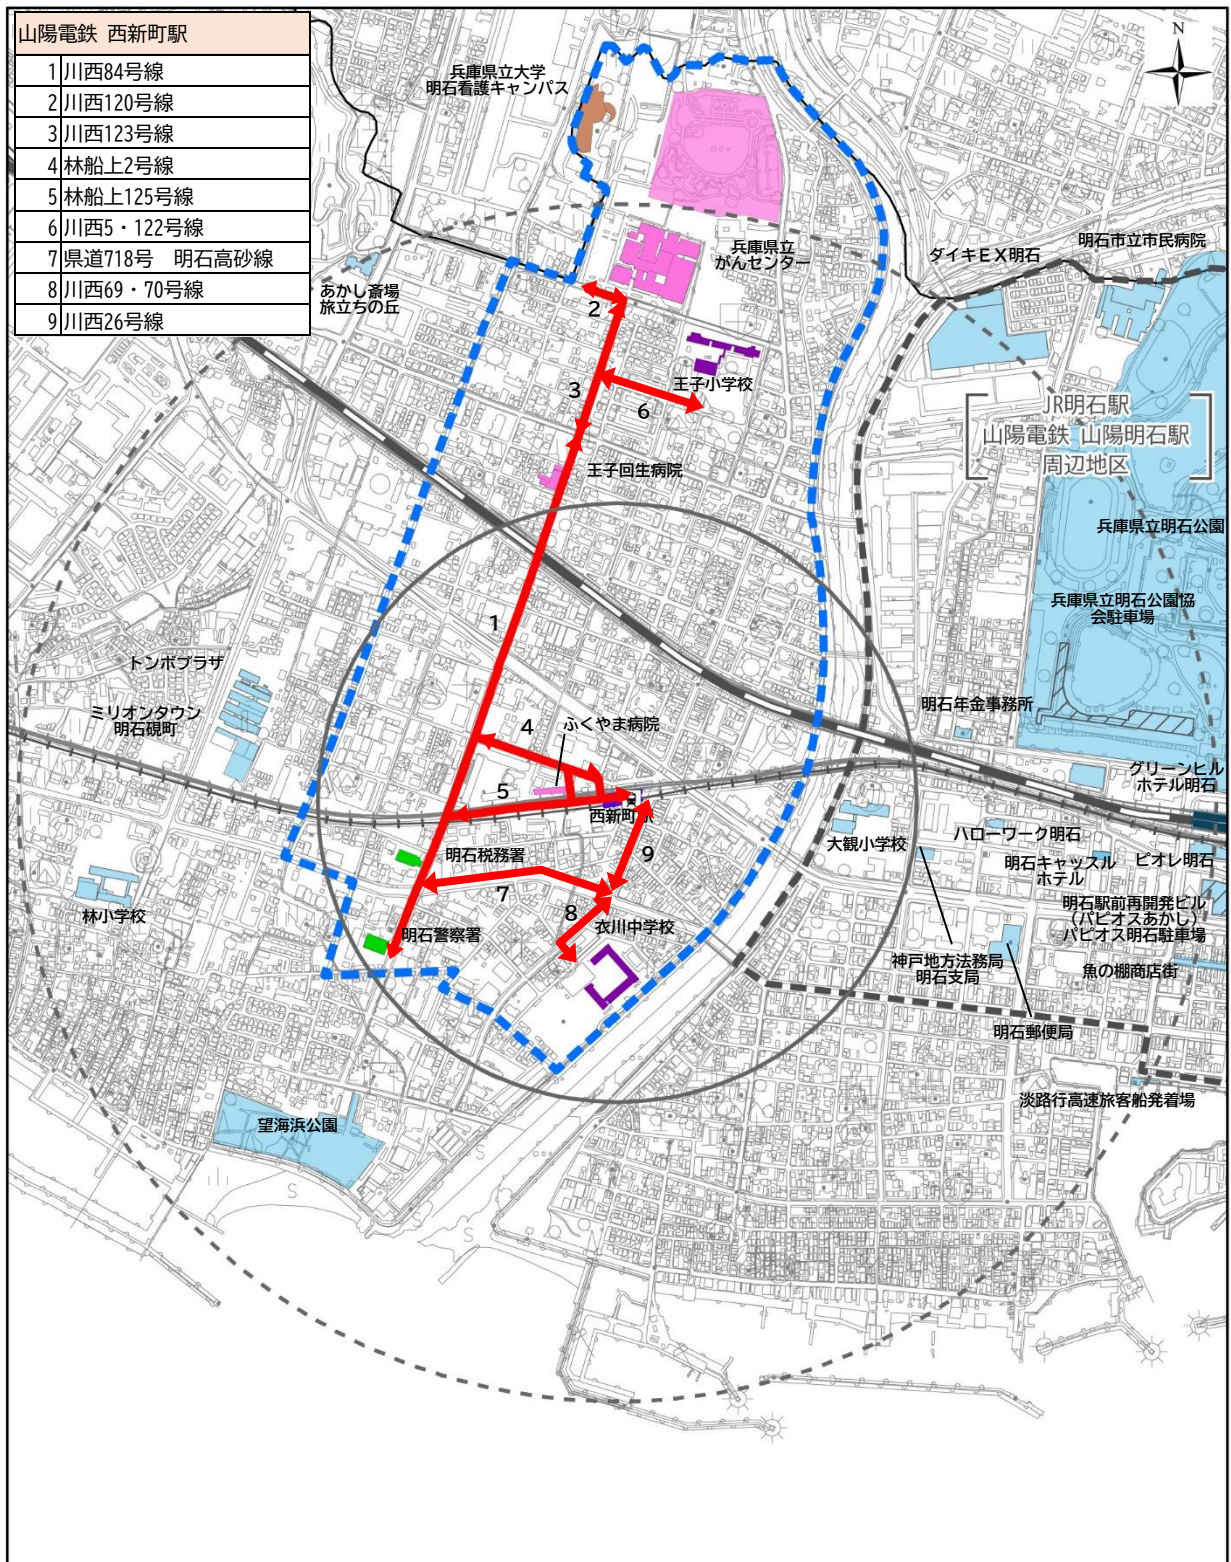 山陽電鉄 西新町駅
1 川西84号線
2 川西120号線
3 川西123号線
4 林船上2号線
5 林船上125号線
6 川西5・122号線
7 県道718号 明石高砂線
8 川西69・70号線
9 川西26号線
N
兵庫県立大学
明石看護キャンパス
兵庫県立
がんセンター
ダイキEX明石
明石市立市民病院
あかし斎場
旅立ちの丘
2
王子小学校
3
6
JR明石駅
山陽電鉄 山陽明石駅
周辺地区
王子回生病院
兵庫県立明石公園
兵庫県立明石公園協
会駐車場
1
トンボプラザ
ミリオンタウン
明石硯町
明石年金事務所
4
ふくやま病院
グリーンヒル
ホテル明石
5
西新町駅
大観小学校
ハローワーク明石
明石税務署
9
明石キャッスル
ホテル
ピオレ明石
7
林小学校
8
衣川中学校
明石駅前再開発ビル
（パピオスあかし）
パピオス明石駐車場
明石警察署
神戸地方法務局
明石支局
魚の棚商店街
明石郵便局
淡路行高速旅客船発着場
望海浜公園